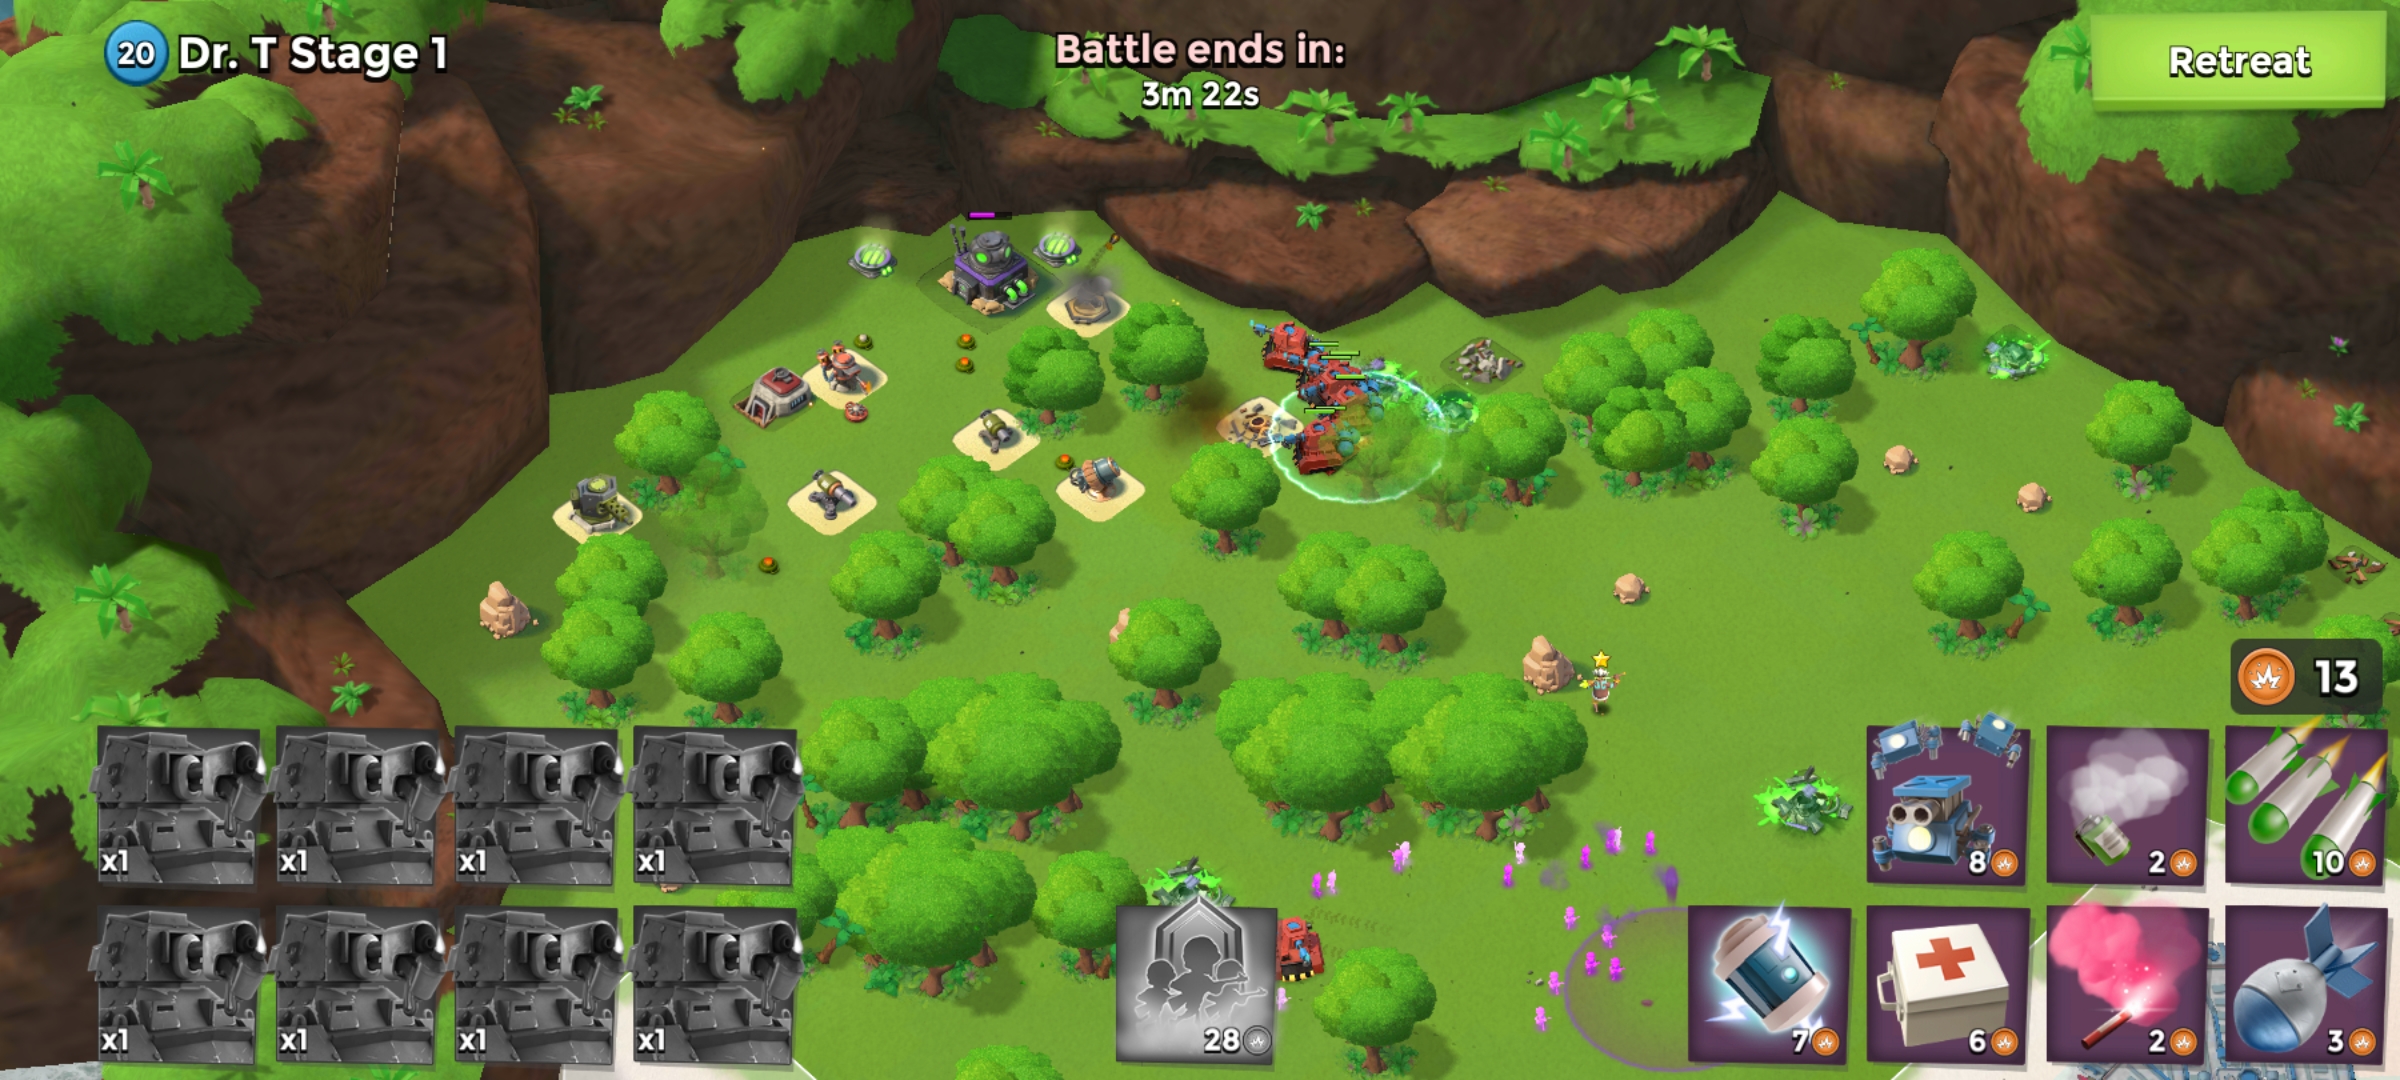 20 Dr. T Stage 1
Battle ends in:
3m 22s
Retreat
13
x1 x1 x1 x1
8 2 10
x1 x1 x1 x1
28 7 6 2 3